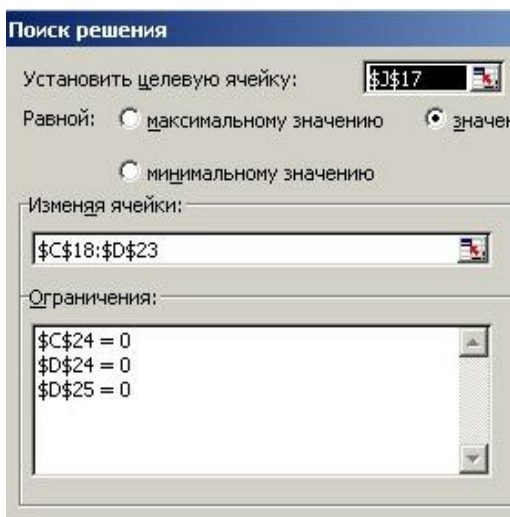 Поиск решения
Установить целевую ячейку: $J$17
Равной: максимальному значению значен
минимальному значению
Изменяя ячейки:
$C$18:$D$23
Ограничения:
$C$24 = 0
$D$24 = 0
$D$25 = 0